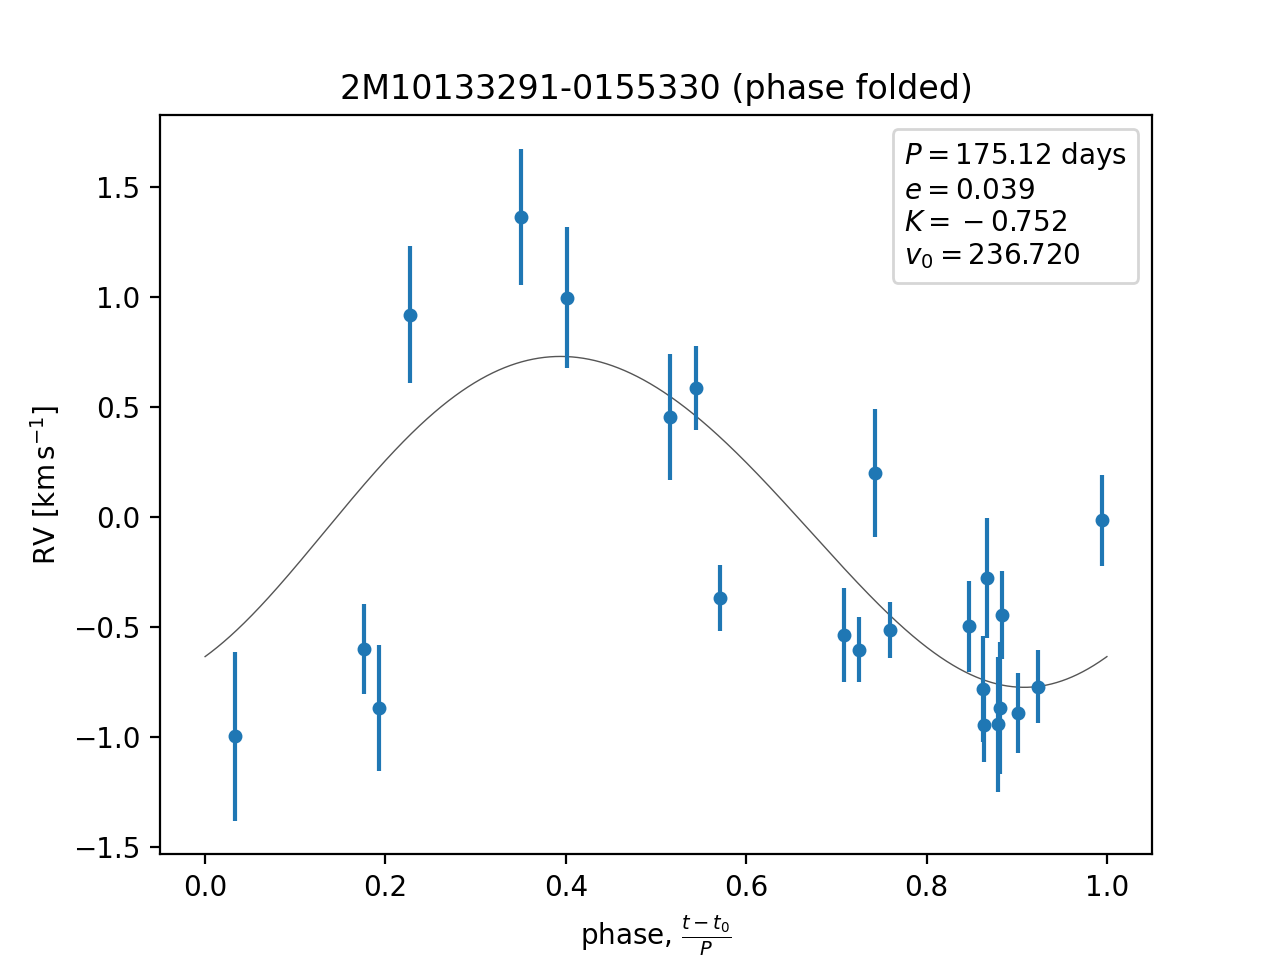 2M10133291-0155330 (phase folded)
P = 175.12 days
e = 0.039
K = −0.752
v₀ = 236.720
RV [km s⁻¹]
1.5
1.0
0.5
0.0
−0.5
−1.0
−1.5
0.0 0.2 0.4 0.6 0.8 1.0
phase, (t − t₀)/P